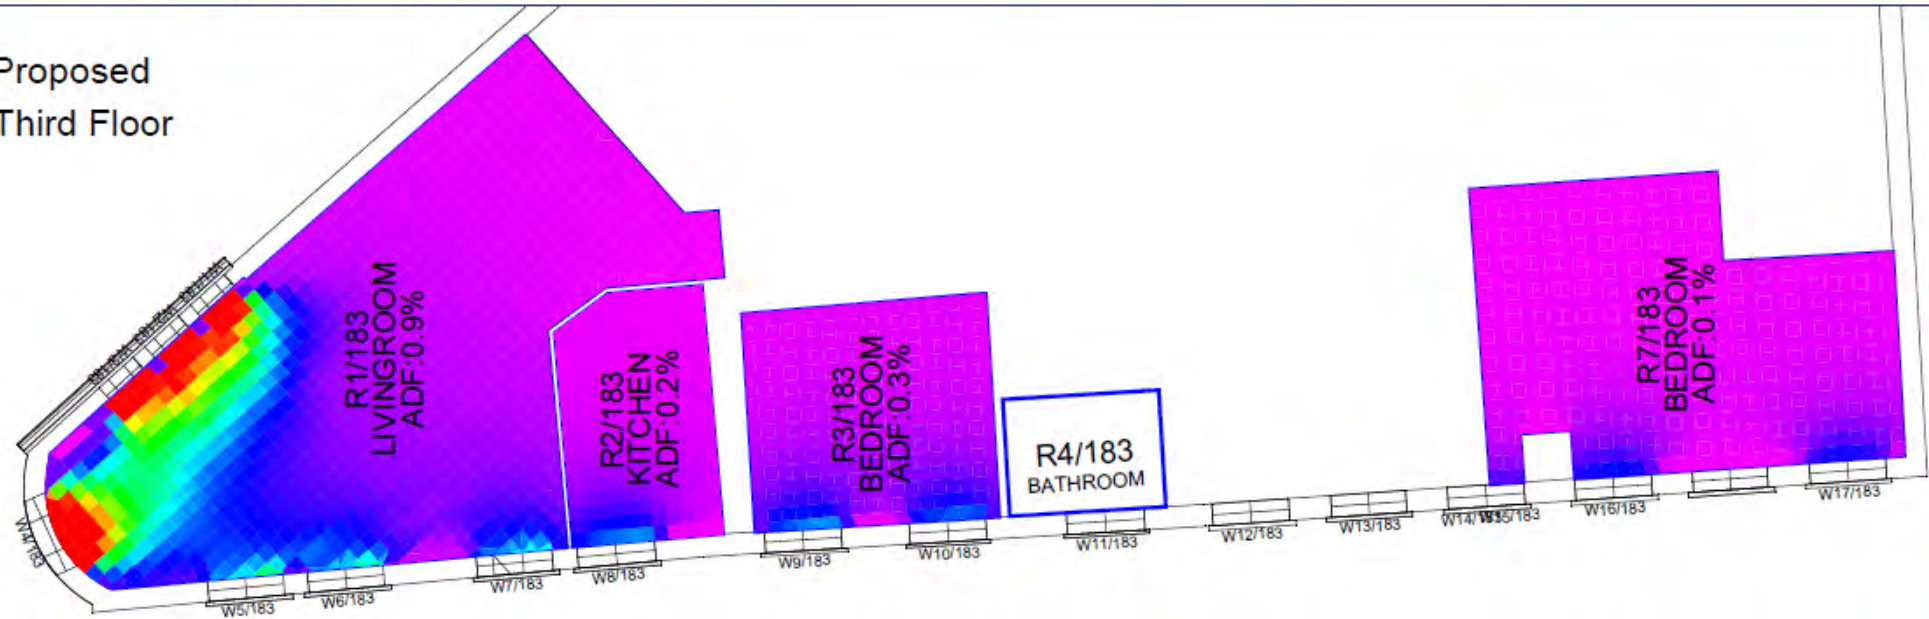 Proposed
Third Floor
R1/183
LIVINGROOM
ADF:0.9%
R2/183
KITCHEN
ADF:0.2%
R3/183
BEDROOM
ADF:0.3%
R4/183
BATHROOM
R7/183
BEDROOM
ADF:0.1%
W4/183
W5/183
W6/183
W7/183
W8/183
W9/183
W10/183
W11/183
W12/183
W13/183
W14/183
W15/183
W16/183
W17/183